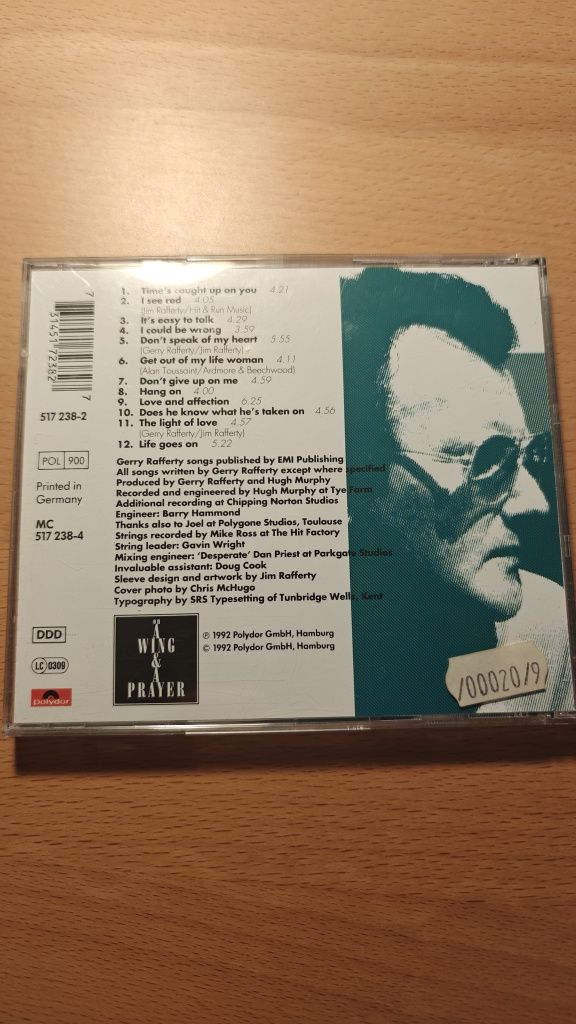 1. Time's caught up on you 4.21
2. I see red 4.05
(Jim Rafferty/Hit & Run Music)
3. It's easy to talk 4.29
4. I could be wrong 3.59
5. Don't speak of my heart 5.55
(Gerry Rafferty/Jim Rafferty)
6. Get out of my life woman 4.11
(Alan Toussaint/Ardmore & Beechwood)
7. Don't give up on me 4.59
8. Hang on 4.00
9. Love and affection 6.25
10. Does he know what he's taken on 4.56
11. The light of love 4.57
(Gerry Rafferty/Jim Rafferty)
12. Life goes on 5.22
Gerry Rafferty songs published by EMI Publishing
All songs written by Gerry Rafferty except where specified
Produced by Gerry Rafferty and Hugh Murphy
Recorded and engineered by Hugh Murphy at Tye Farm
Additional recording at Chipping Norton Studios
Engineer: Barry Hammond
Thanks also to Joel at Polygone Studios, Toulouse
Strings recorded by Mike Ross at The Hit Factory
String leader: Gavin Wright
Mixing engineer: 'Desperate' Dan Priest at Parkgate Studios
Invaluable assistant: Doug Cook
Sleeve design and artwork by Jim Rafferty
Cover photo by Chris McHugo
Typography by SRS Typesetting of Tunbridge Wells, Kent
7 31451 72382 7
517 238-2
POL 900
Printed in
Germany
MC
517 238-4
DDD
LC 0309
Polydor
A
WING
&
A
PRAYER
℗ 1992 Polydor GmbH, Hamburg
© 1992 Polydor GmbH, Hamburg
/00020/9/